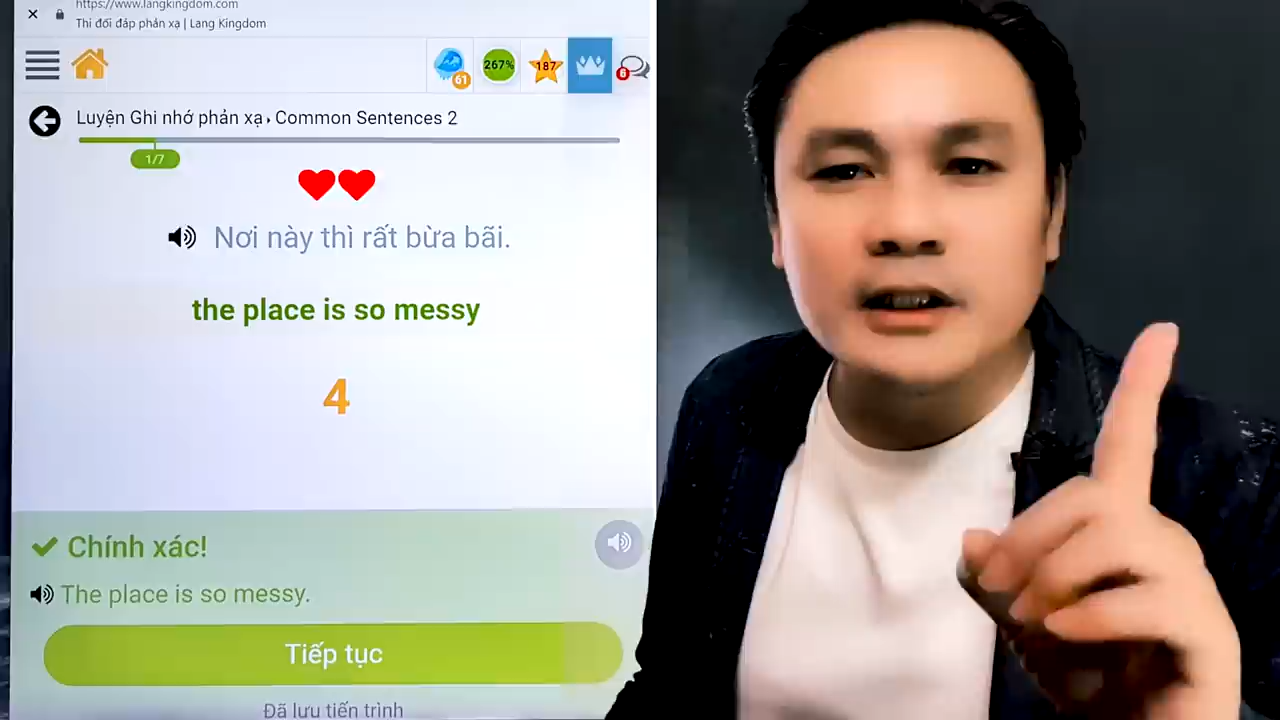 https://www.langkingdom.com
Thi đối đáp phản xạ | Lang Kingdom
61
267%
187
6
Luyện Ghi nhớ phản xạ › Common Sentences 2
1/7
Nơi này thì rất bừa bãi.
the place is so messy
4
Chính xác!
The place is so messy.
Tiếp tục
Đã lưu tiến trình